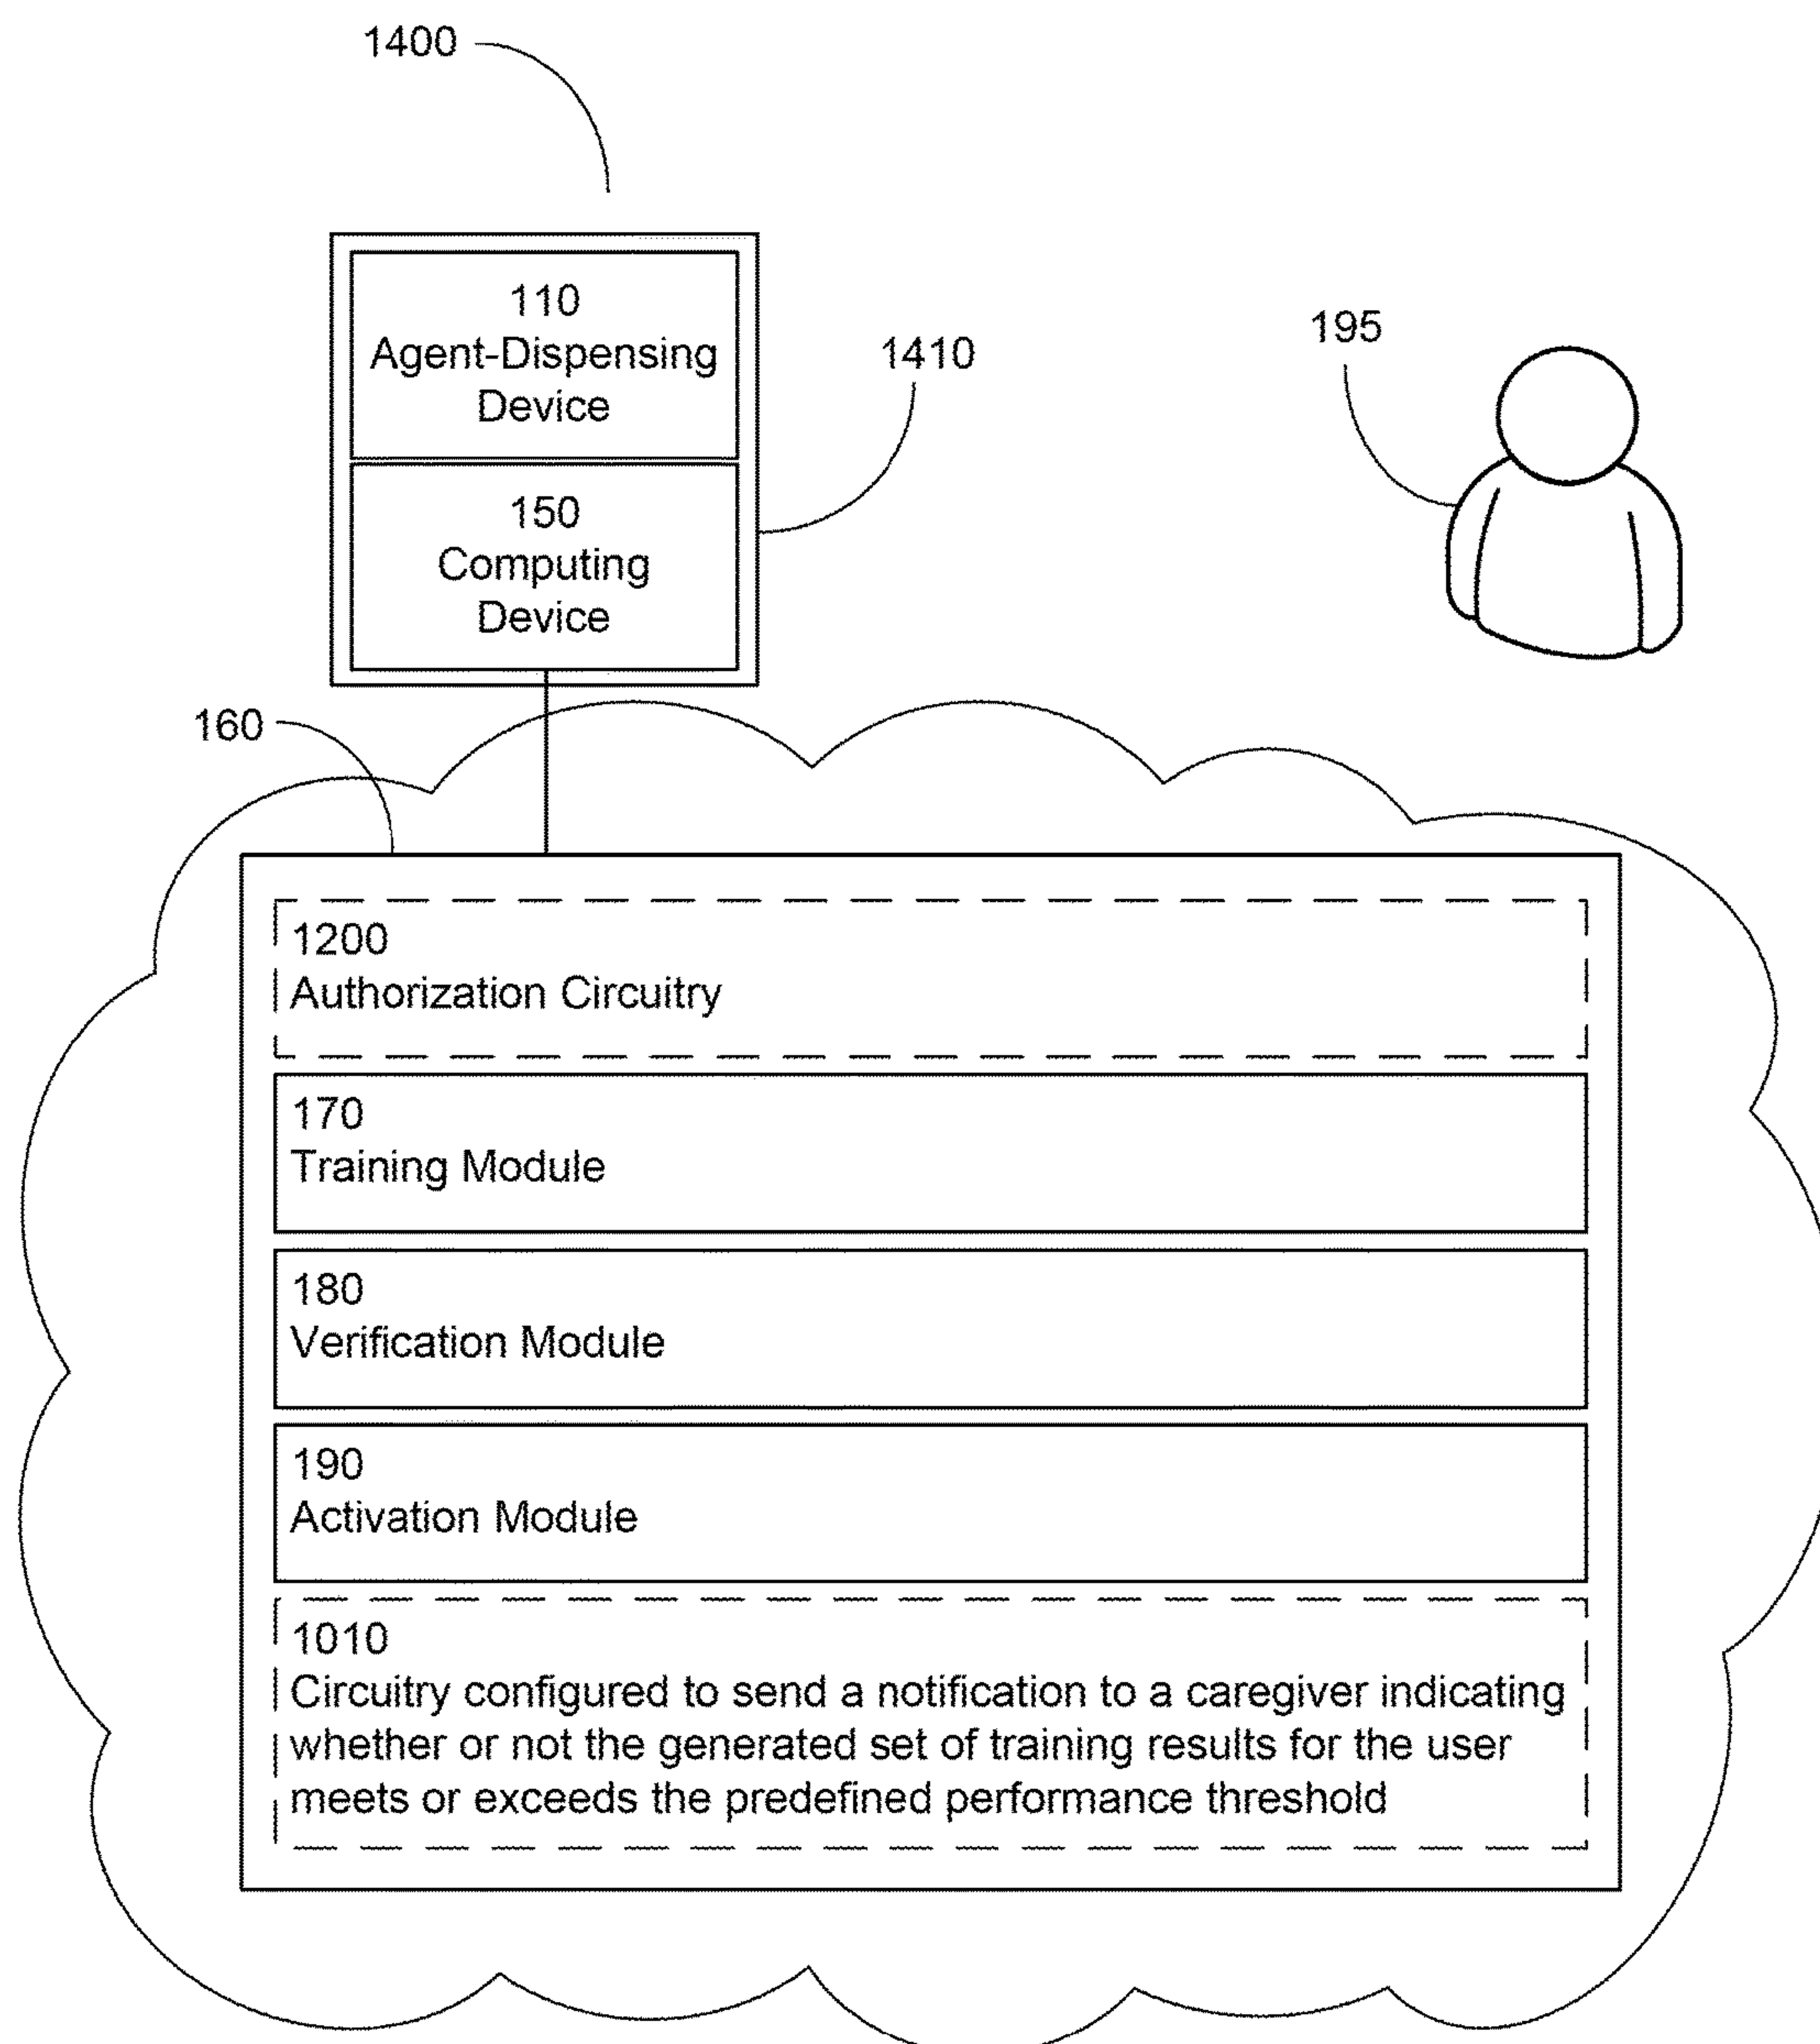 1400
110
Agent-Dispensing
Device
1410
195
150
Computing
Device
160
1200
Authorization Circuitry
170
Training Module
180
Verification Module
190
Activation Module
1010
Circuitry configured to send a notification to a caregiver indicating
whether or not the generated set of training results for the user
meets or exceeds the predefined performance threshold